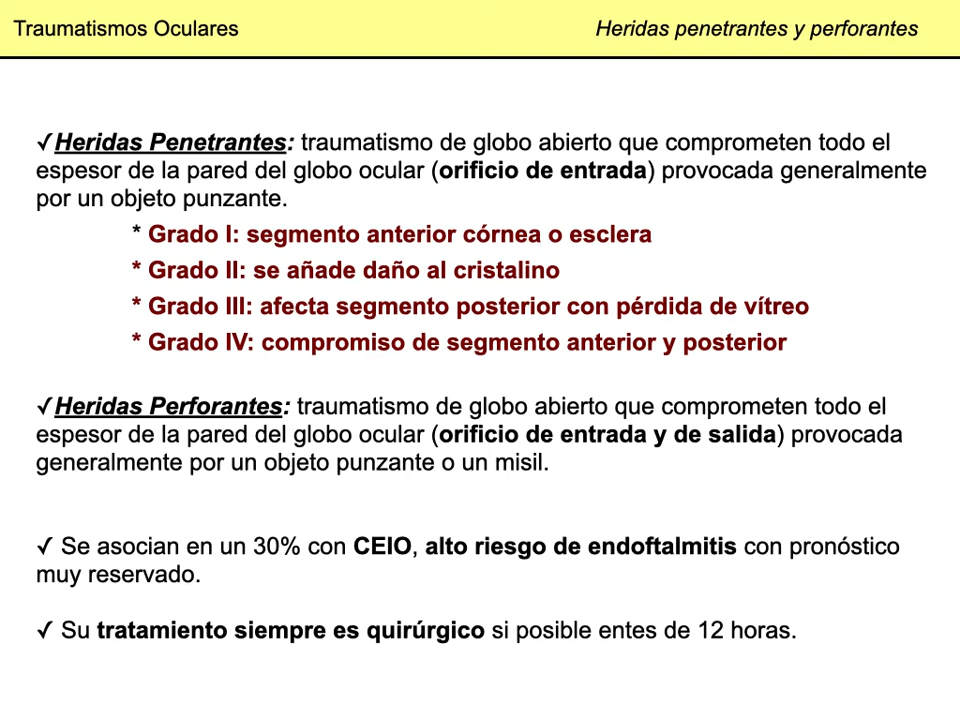 Traumatismos Oculares
Heridas penetrantes y perforantes
✓Heridas Penetrantes: traumatismo de globo abierto que comprometen todo el
espesor de la pared del globo ocular (orificio de entrada) provocada generalmente
por un objeto punzante.
* Grado I: segmento anterior córnea o esclera
* Grado II: se añade daño al cristalino
* Grado III: afecta segmento posterior con pérdida de vítreo
* Grado IV: compromiso de segmento anterior y posterior
✓Heridas Perforantes: traumatismo de globo abierto que comprometen todo el
espesor de la pared del globo ocular (orificio de entrada y de salida) provocada
generalmente por un objeto punzante o un misil.
✓ Se asocian en un 30% con CEIO, alto riesgo de endoftalmitis con pronóstico
muy reservado.
✓ Su tratamiento siempre es quirúrgico si posible entes de 12 horas.